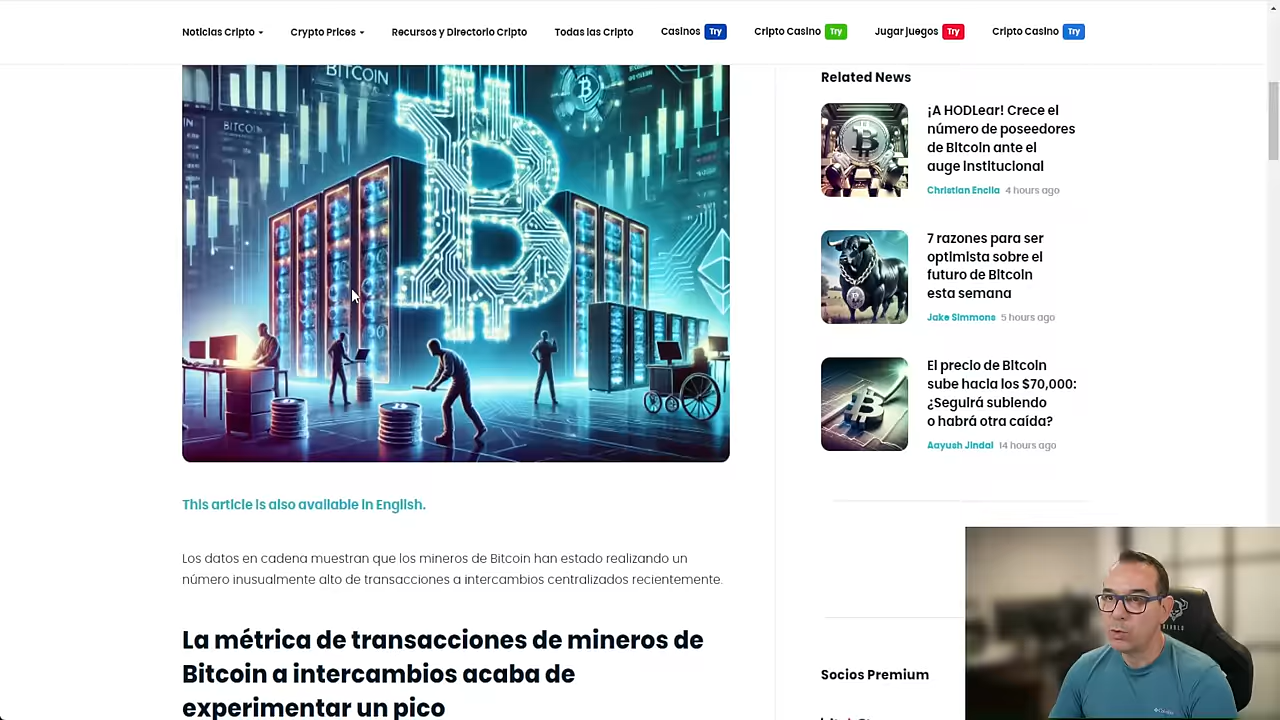 Noticias Cripto
Crypto Prices
Recursos y Directorio Cripto
Todas las Cripto
Casinos Try
Cripto Casino Try
Jugar juegos Try
Cripto Casino Try
BITCOIN
BITCOIN
Los datos en cadena muestran que los mineros de Bitcoin han estado realizando un
número inusualmente alto de transacciones a intercambios centralizados recientemente.
This article is also available in English.
La métrica de transacciones de mineros de
Bitcoin a intercambios acaba de
experimentar un pico
Related News
¡A HODLear! Crece el
número de poseedores
de Bitcoin ante el
auge institucional
Christian Encila 4 hours ago
7 razones para ser
optimista sobre el
futuro de Bitcoin
esta semana
Jake Simmons 5 hours ago
El precio de Bitcoin
sube hacia los $70,000:
¿Seguirá subiendo
o habrá otra caída?
Aayush Jindal 14 hours ago
Socios Premium